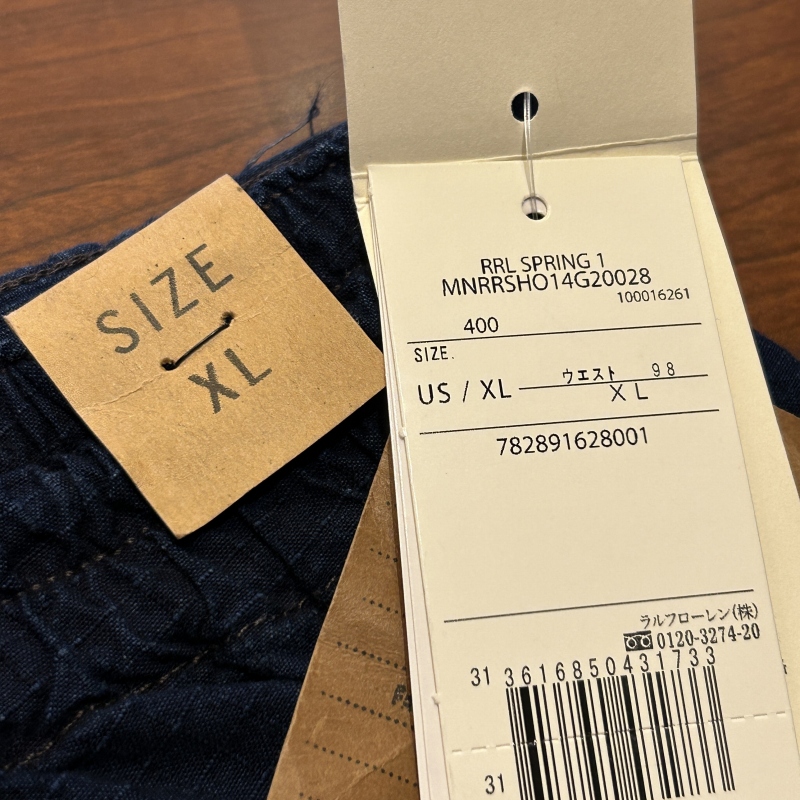 SIZE
XL
RRL SPRING 1
MNRRSHO14G20028
100016261
400
SIZE.
ウエスト 98
US / XL XL
782891628001
ラルフローレン(株)
0120-3274-20
31 3616850431733
31